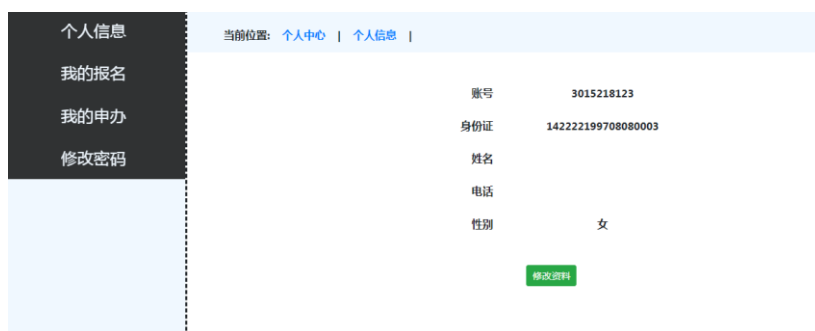 个人信息
我的报名
我的申办
修改密码
当前位置: 个人中心 | 个人信息 |
账号 3015218123
身份证 142222199708080003
姓名
电话
性别 女
修改资料